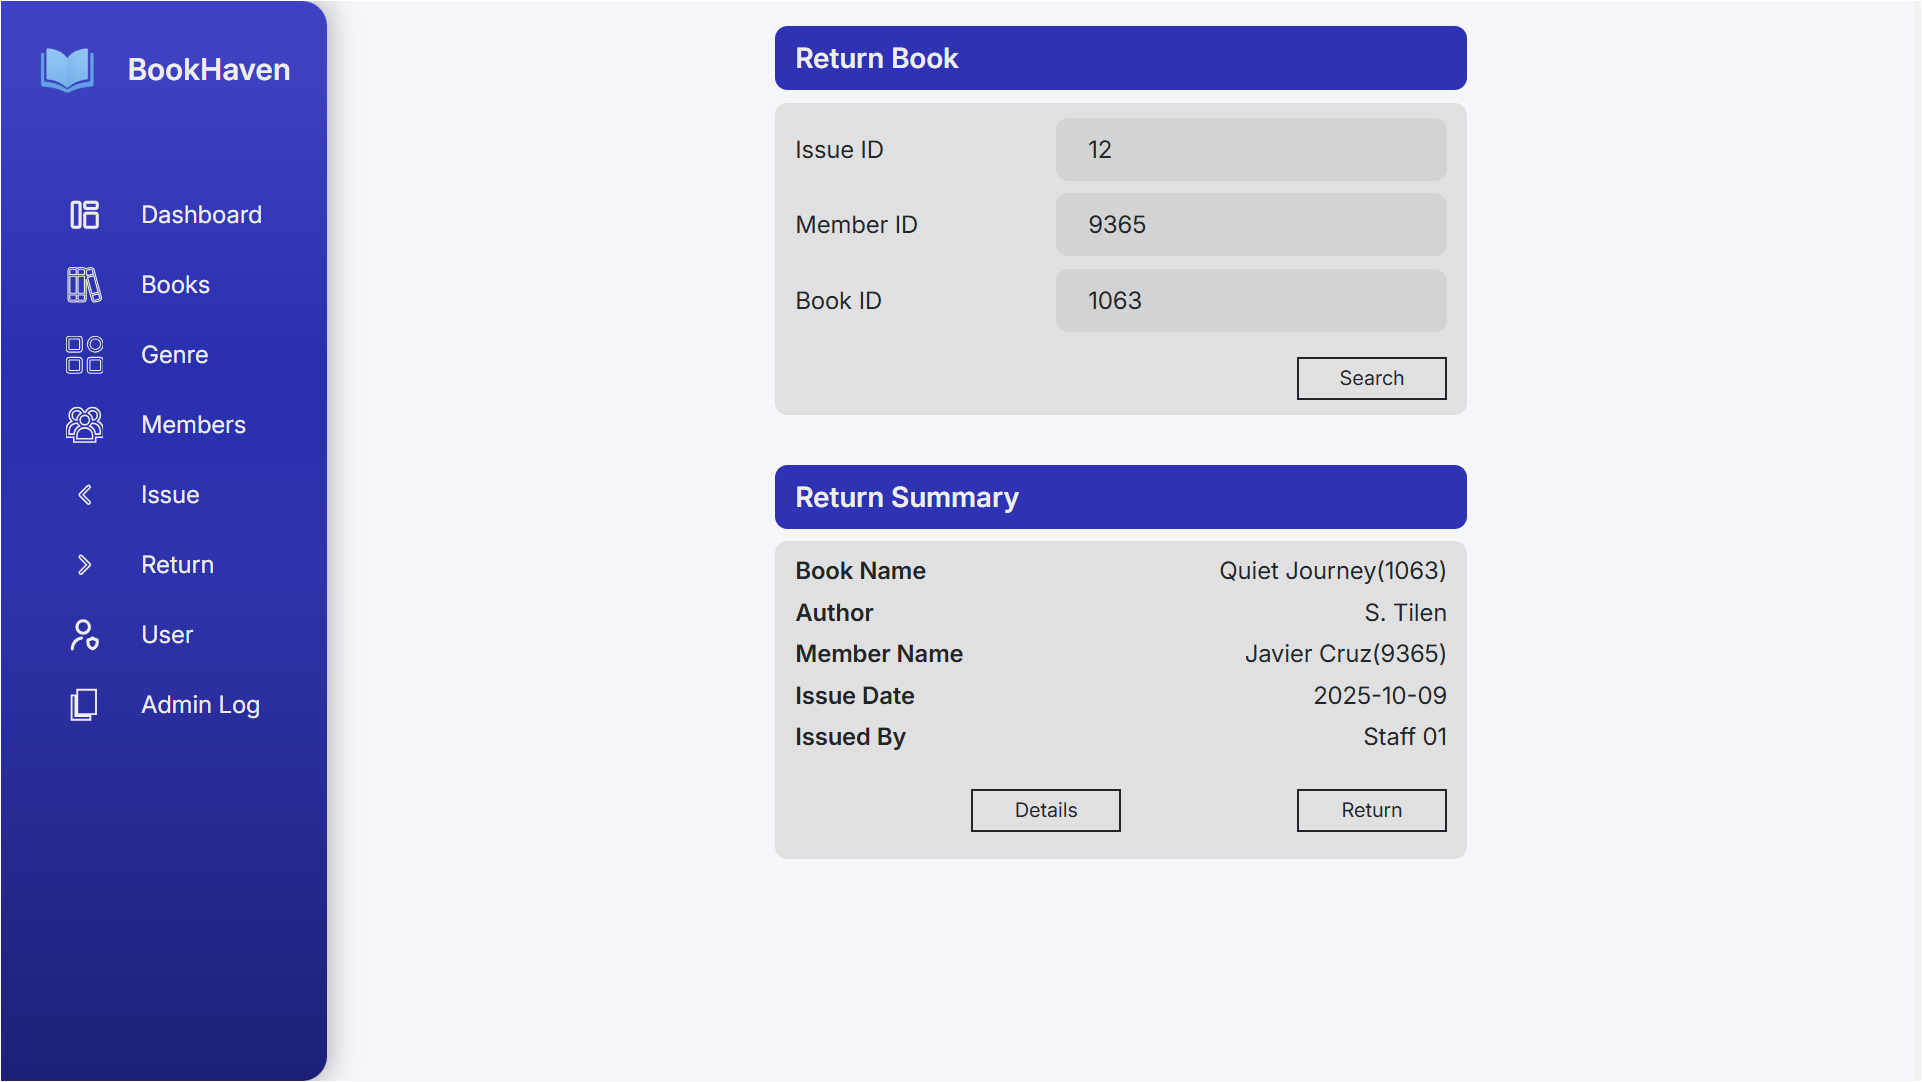 BookHaven
Dashboard
Books
Genre
Members
Issue
Return
User
Admin Log
Return Book
Issue ID 12
Member ID 9365
Book ID 1063
Search
Return Summary
Book Name Quiet Journey(1063)
Author S. Tilen
Member Name Javier Cruz(9365)
Issue Date 2025-10-09
Issued By Staff 01
Details Return